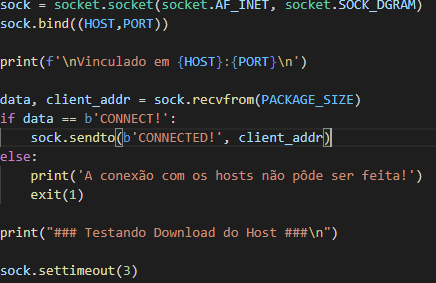 sock = socket.socket(socket.AF_INET, socket.SOCK_DGRAM)
sock.bind((HOST,PORT))
print(f'\nVinculado em {HOST}:{PORT}\n')
data, client_addr = sock.recvfrom(PACKAGE_SIZE)
if data == b'CONNECT!':
    sock.sendto(b'CONNECTED!', client_addr)
else:
    print('A conexão com os hosts não pôde ser feita!')
    exit(1)
print("### Testando Download do Host ###\n")
sock.settimeout(3)